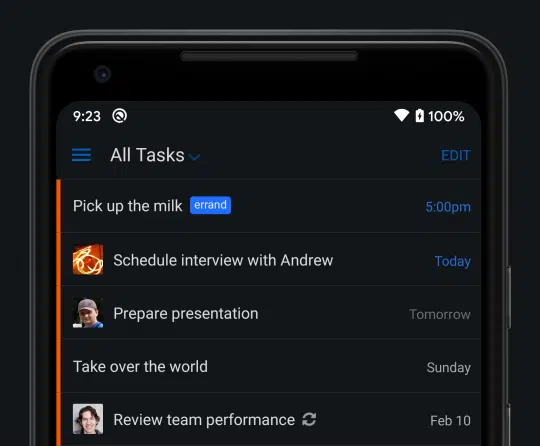 9:23 100%
All Tasks EDIT
Pick up the milk errand 5:00pm
Schedule interview with Andrew Today
Prepare presentation Tomorrow
Take over the world Sunday
Review team performance Feb 10